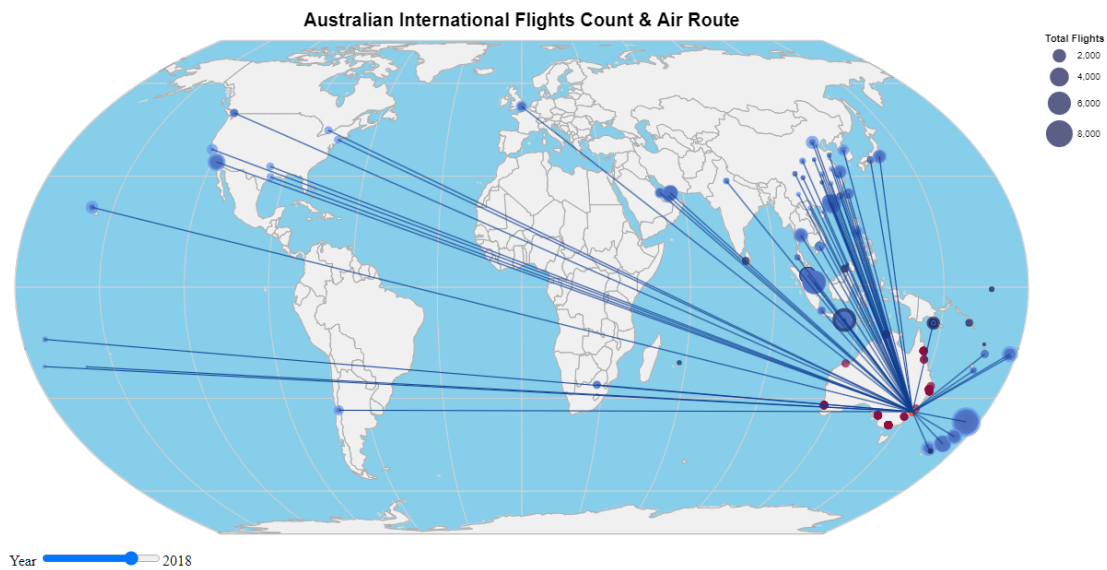 Australian International Flights Count & Air Route
Total Flights
2,000
4,000
6,000
8,000
Year 2018